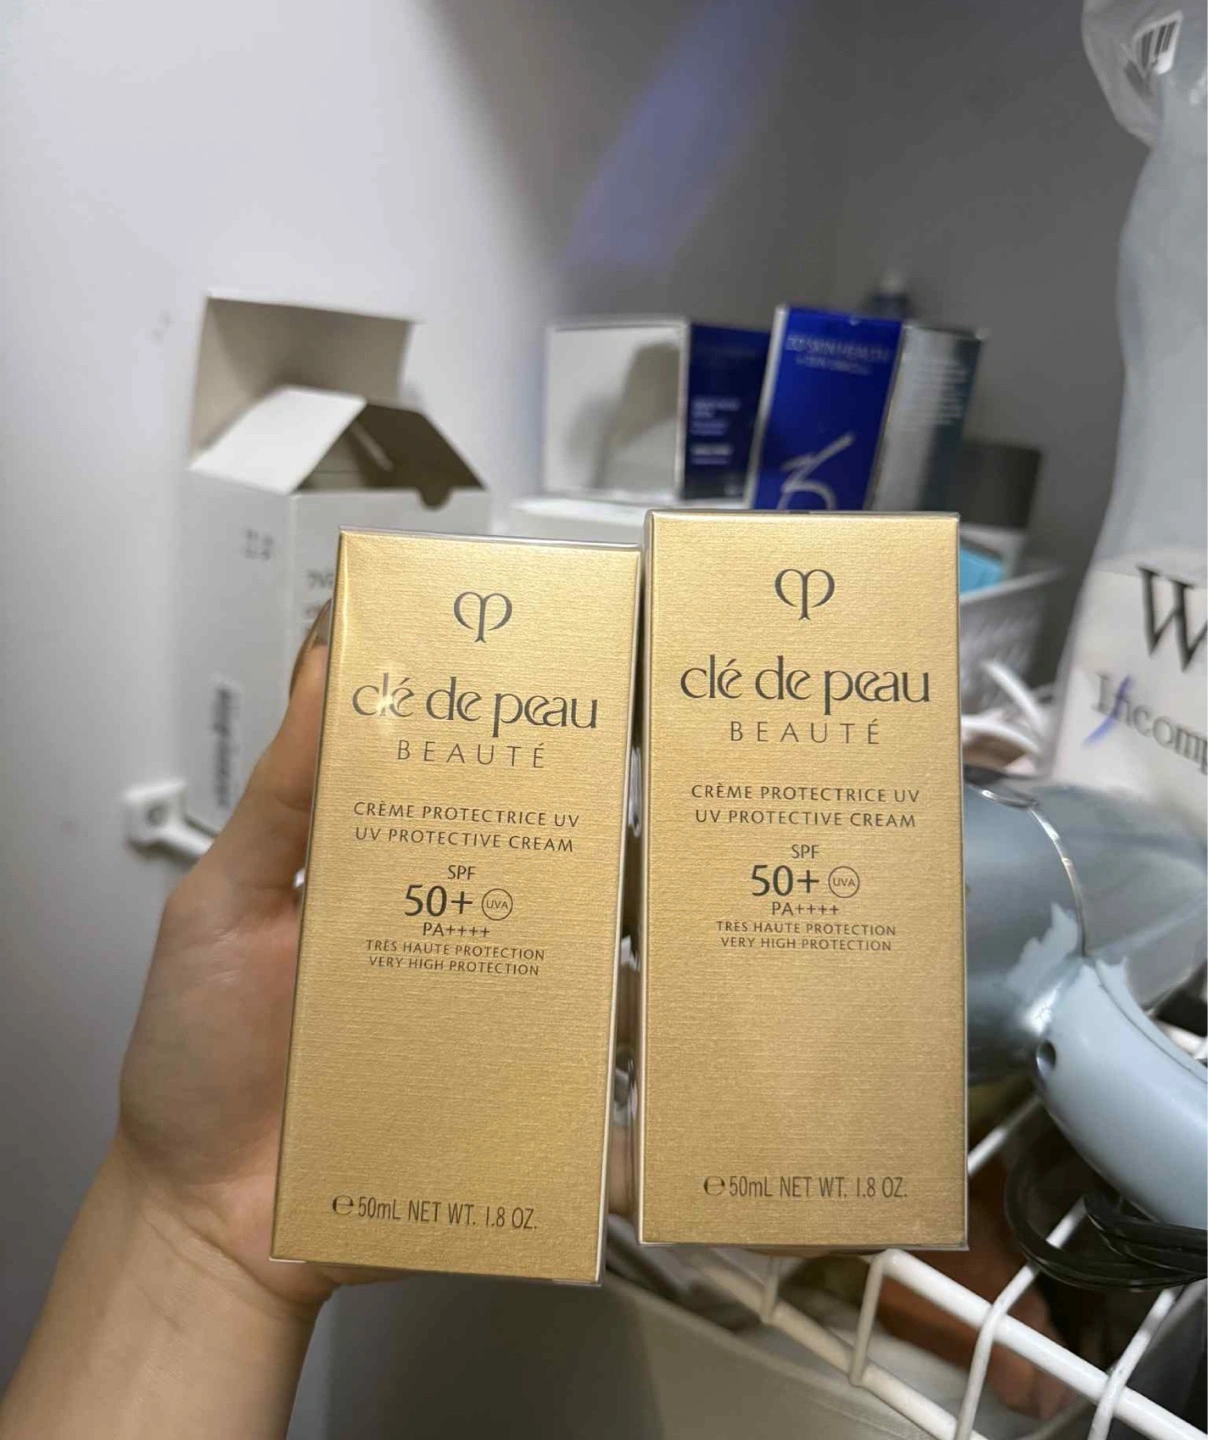 clé de peau
BEAUTÉ
CRÈME PROTECTRICE UV
UV PROTECTIVE CREAM
SPF
50+ UVA
PA++++
TRÈS HAUTE PROTECTION
VERY HIGH PROTECTION
℮ 50mL NET WT. 1.8 OZ.
clé de peau
BEAUTÉ
CRÈME PROTECTRICE UV
UV PROTECTIVE CREAM
SPF
50+ UVA
PA++++
TRÈS HAUTE PROTECTION
VERY HIGH PROTECTION
℮ 50mL NET WT. 1.8 OZ.
ZO SKIN HEALTH